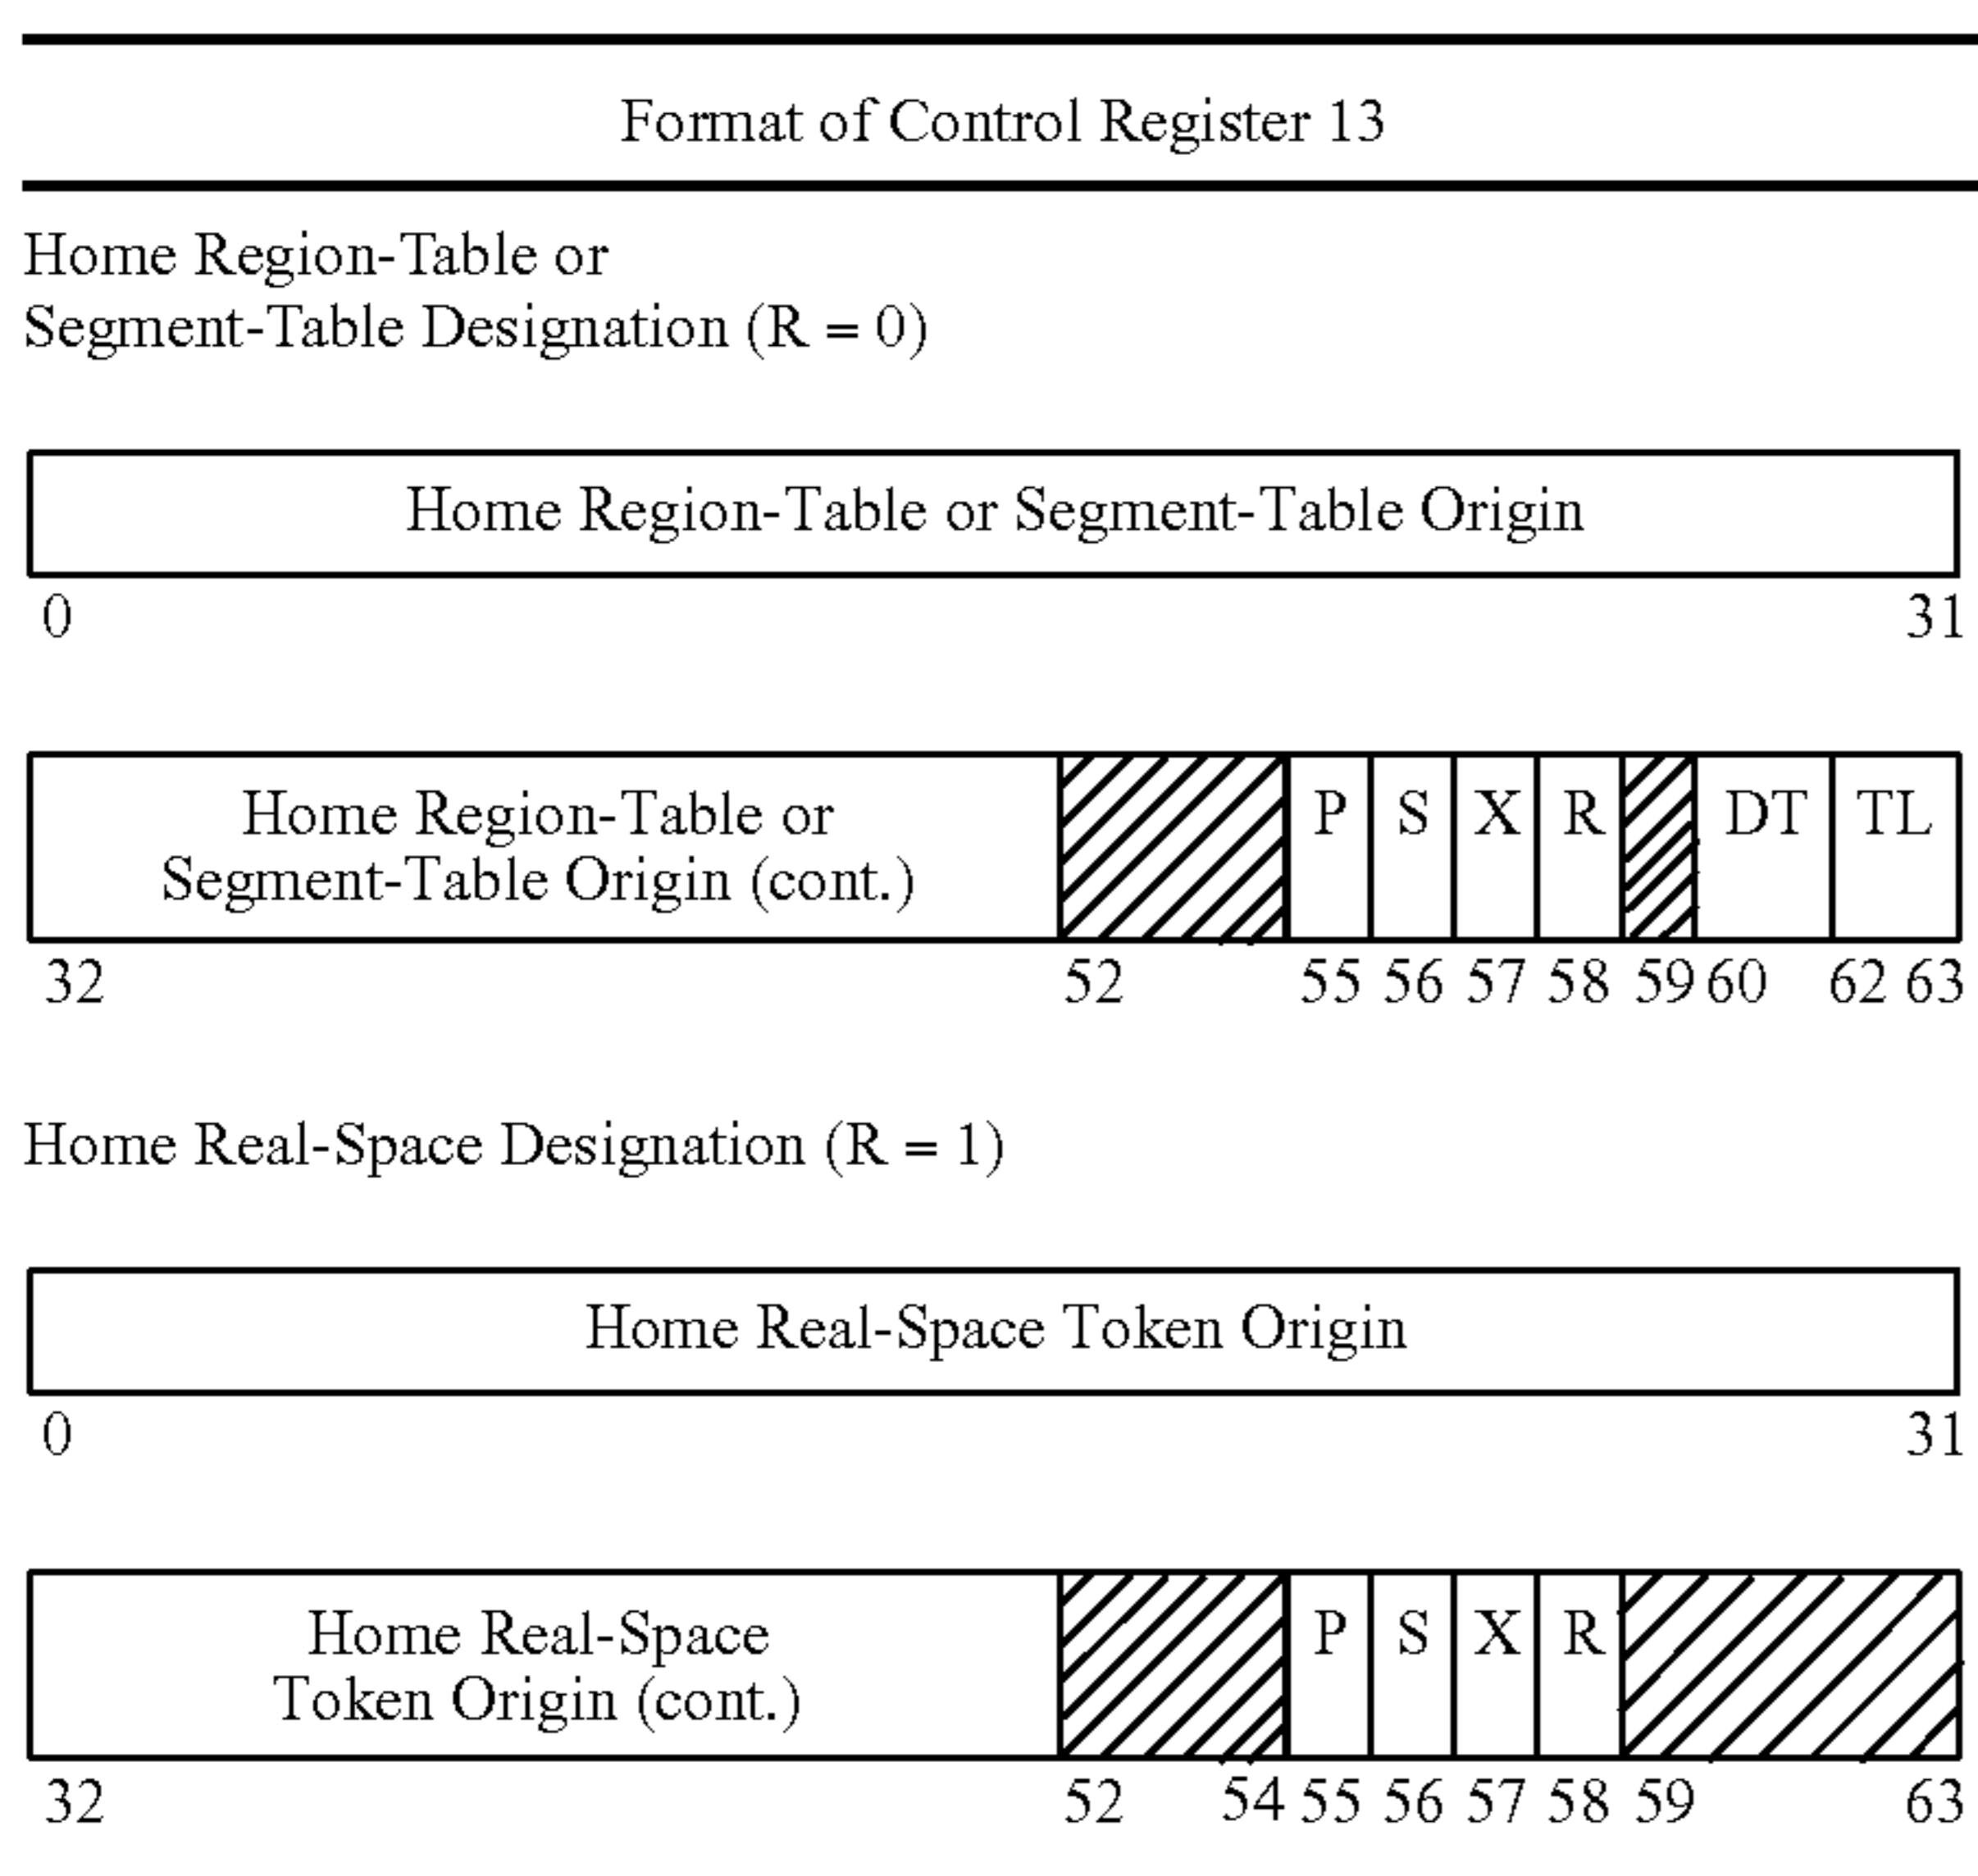 Format of Control Register 13
Home Region-Table or
Segment-Table Designation (R = 0)
Home Region-Table or Segment-Table Origin
0 31
Home Region-Table or
Segment-Table Origin (cont.)
P S X R DT TL
32 52 55 56 57 58 59 60 62 63
Home Real-Space Designation (R = 1)
Home Real-Space Token Origin
0 31
Home Real-Space
Token Origin (cont.)
P S X R
32 52 54 55 56 57 58 59 63